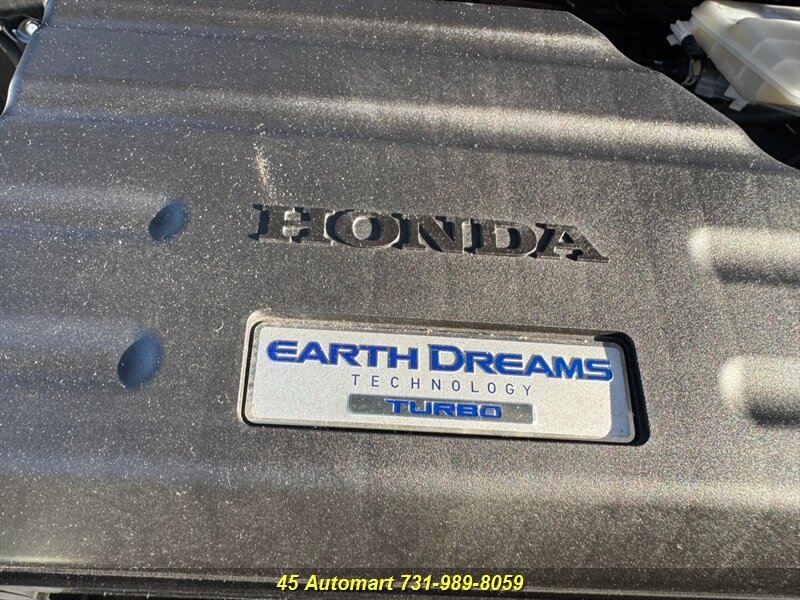 HONDA
EARTH DREAMS
TECHNOLOGY
TURBO
45 Automart 731-989-8059